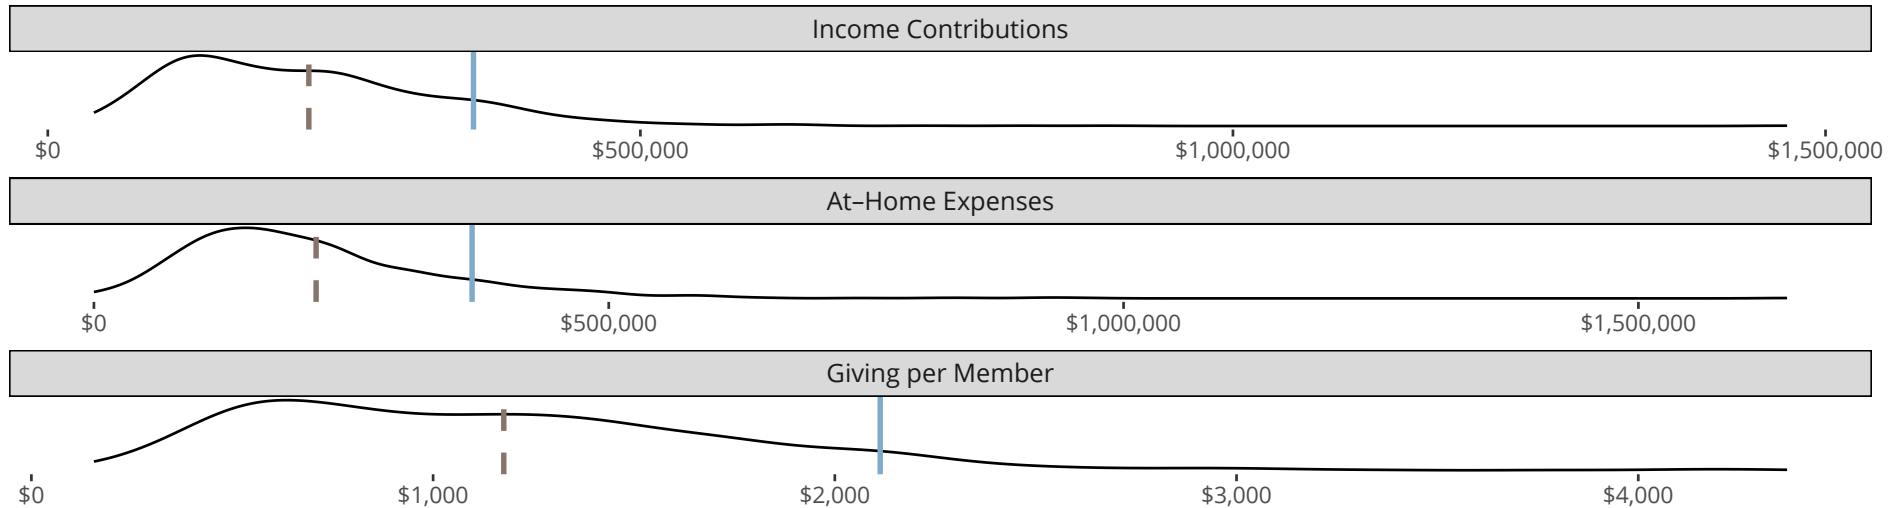 Income Contributions
$0 $500,000 $1,000,000 $1,500,000
At–Home Expenses
$0 $500,000 $1,000,000 $1,500,000
Giving per Member
$0 $1,000 $2,000 $3,000 $4,000